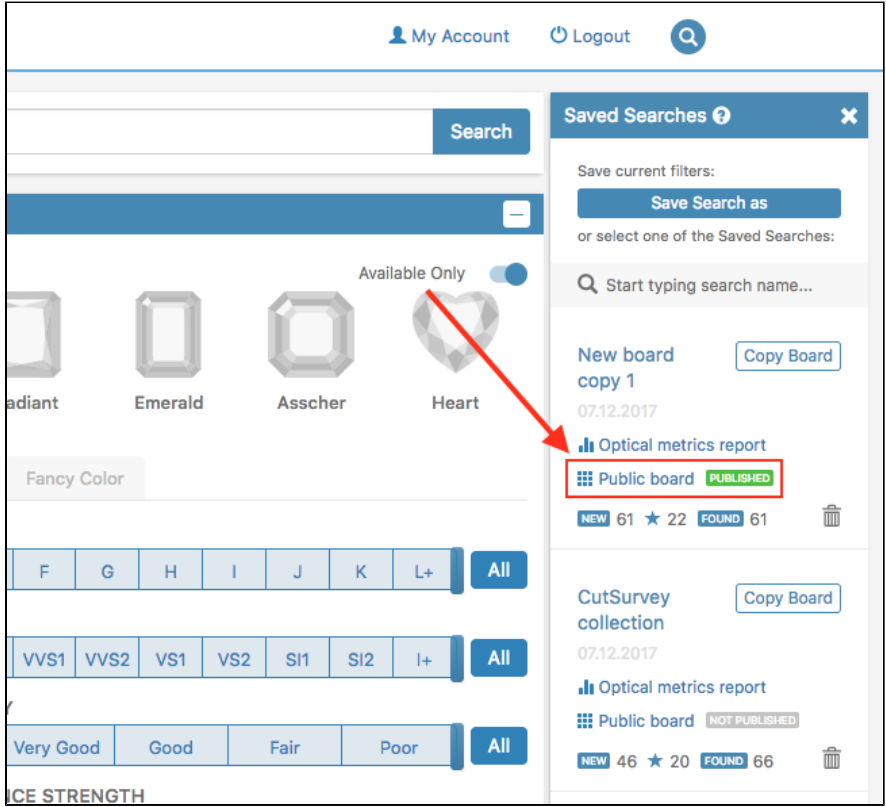 My Account Logout
Search
Available Only
adiant Emerald Asscher Heart
Fancy Color
F G H I J K L+ All
VVS1 VVS2 VS1 VS2 SI1 SI2 I+ All
Y
Very Good Good Fair Poor All
ICE STRENGTH
Saved Searches
Save current filters:
Save Search as
or select one of the Saved Searches:
Start typing search name...
New board Copy Board
copy 1
07.12.2017
Optical metrics report
Public board PUBLISHED
NEW 61 22 FOUND 61
CutSurvey Copy Board
collection
07.12.2017
Optical metrics report
Public board NOT PUBLISHED
NEW 46 20 FOUND 66